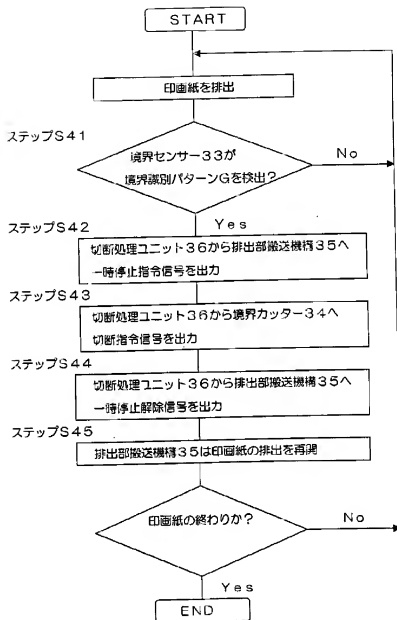 START
印画紙を排出
ステップS41
境界センサー33が
境界識別パターンGを検出?
No
ステップS42
Yes
切断処理ユニット36から排出部搬送機構35へ
一時停止指令信号を出力
ステップS43
切断処理ユニット36から境界カッター34へ
切断指令信号を出力
ステップS44
切断処理ユニット36から排出部搬送機構35へ
一時停止解除信号を出力
ステップS45
排出部搬送機構35は印画紙の排出を再開
印画紙の終わりか?
No
Yes
END